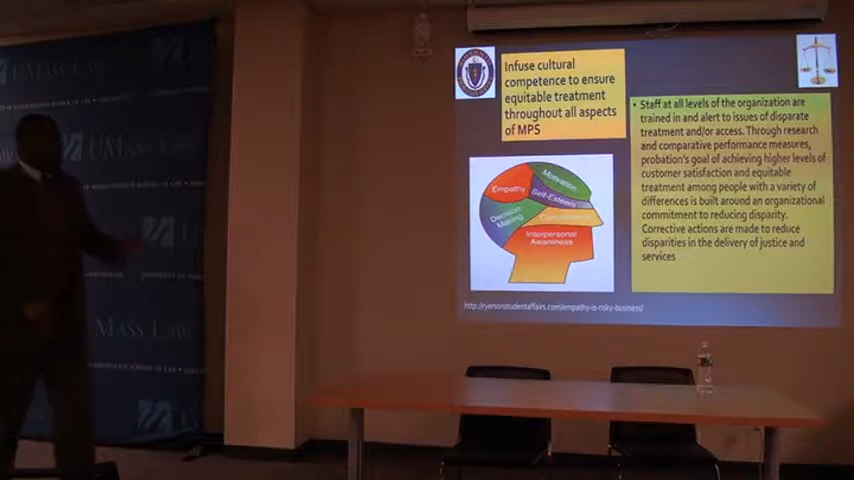 UMass Law
Infuse cultural
competence to ensure
equitable treatment
throughout all aspects
of MPS
• Staff at all levels of the organization are
trained in and alert to issues of disparate
treatment and/or access. Through research
and comparative performance measures,
probation's goal of achieving higher levels of
customer satisfaction and equitable
treatment among people with a variety of
differences is built around an organizational
commitment to reducing disparity.
Corrective actions are made to reduce
disparities in the delivery of justice and
services
Motivation
Empathy
Self-Esteem
Decision
Making
Commitment
Interpersonal
Awareness
http://ryersonstudentaffairs.com/empathy-is-risky-business/
UMass Law
Mass Law